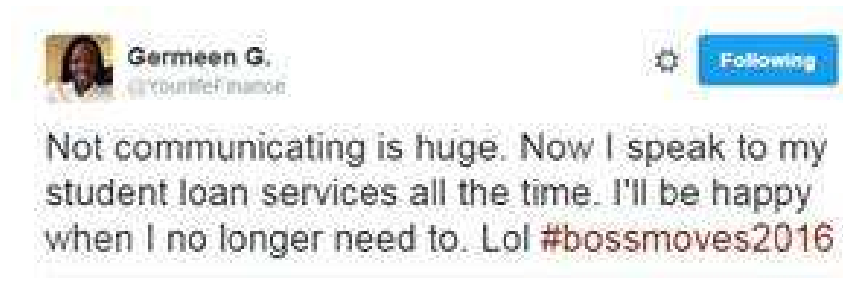 Germeen G.
Following
@YourlifeFinance
Not communicating is huge. Now I speak to my
student loan services all the time. I'll be happy
when I no longer need to. Lol #bossmoves2016